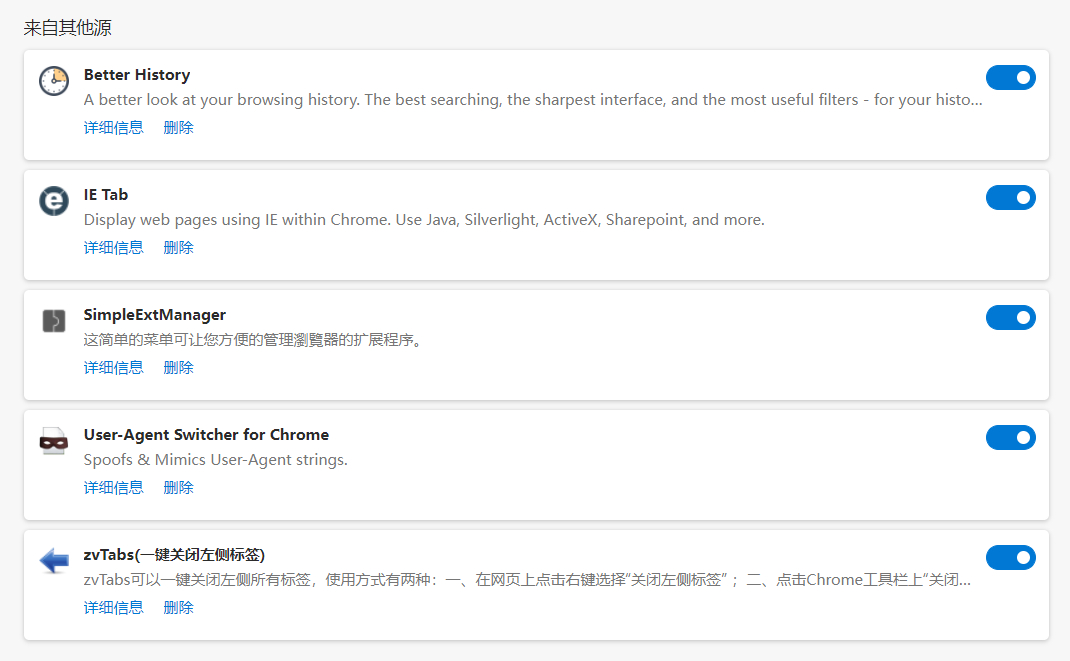 来自其他源
Better History
A better look at your browsing history. The best searching, the sharpest interface, and the most useful filters - for your histo...
详细信息 删除
IE Tab
Display web pages using IE within Chrome. Use Java, Silverlight, ActiveX, Sharepoint, and more.
详细信息 删除
SimpleExtManager
这简单的菜单可让您方便的管理瀏覽器的扩展程序。
详细信息 删除
User-Agent Switcher for Chrome
Spoofs & Mimics User-Agent strings.
详细信息 删除
zvTabs(一键关闭左侧标签)
zvTabs可以一键关闭左侧所有标签，使用方式有两种：一、在网页上点击右键选择“关闭左侧标签”；二、点击Chrome工具栏上“关闭...
详细信息 删除